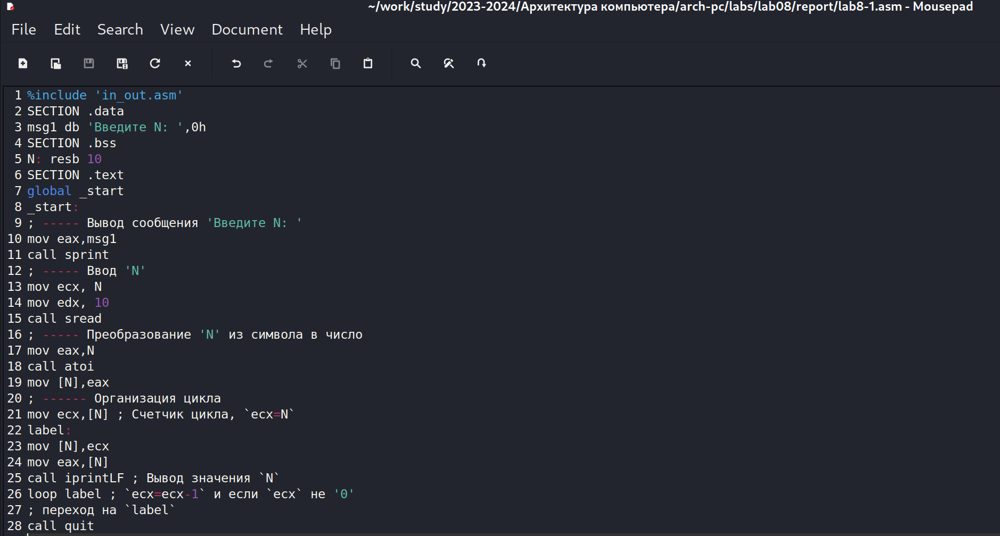 ~/work/study/2023-2024/Архитектура компьютера/arch-pc/labs/lab08/report/lab8-1.asm - Mousepad
File Edit Search View Document Help
1 %include 'in_out.asm'
2 SECTION .data
3 msg1 db 'Введите N: ',0h
4 SECTION .bss
5 N: resb 10
6 SECTION .text
7 global _start
8 _start:
9 ; ----- Вывод сообщения 'Введите N: '
10 mov eax,msg1
11 call sprint
12 ; ----- Ввод 'N'
13 mov ecx, N
14 mov edx, 10
15 call sread
16 ; ----- Преобразование 'N' из символа в число
17 mov eax,N
18 call atoi
19 mov [N],eax
20 ; ------ Организация цикла
21 mov ecx,[N] ; Счетчик цикла, `ecx=N`
22 label:
23 mov [N],ecx
24 mov eax,[N]
25 call iprintLF ; Вывод значения `N`
26 loop label ; `ecx=ecx-1` и если `ecx` не '0'
27 ; переход на `label`
28 call quit